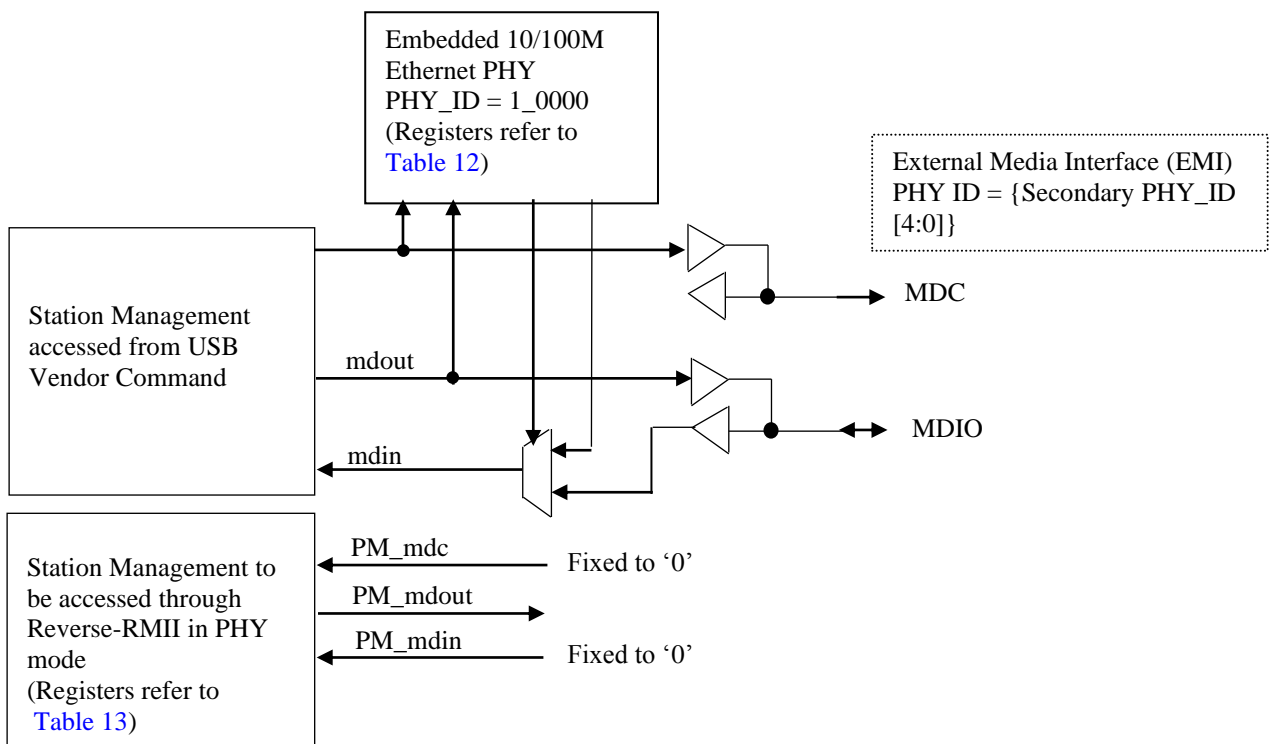 Embedded 10/100M
Ethernet PHY
PHY_ID = 1_0000
(Registers refer to
Table 12)
External Media Interface (EMI)
PHY ID = {Secondary PHY_ID
[4:0]}
Station Management
accessed from USB
Vendor Command
mdout
mdin
MDC
MDIO
Station Management to
be accessed through
Reverse-RMII in PHY
mode
(Registers refer to
Table 13)
PM_mdc
Fixed to ‘0’
PM_mdout
PM_mdin
Fixed to ‘0’